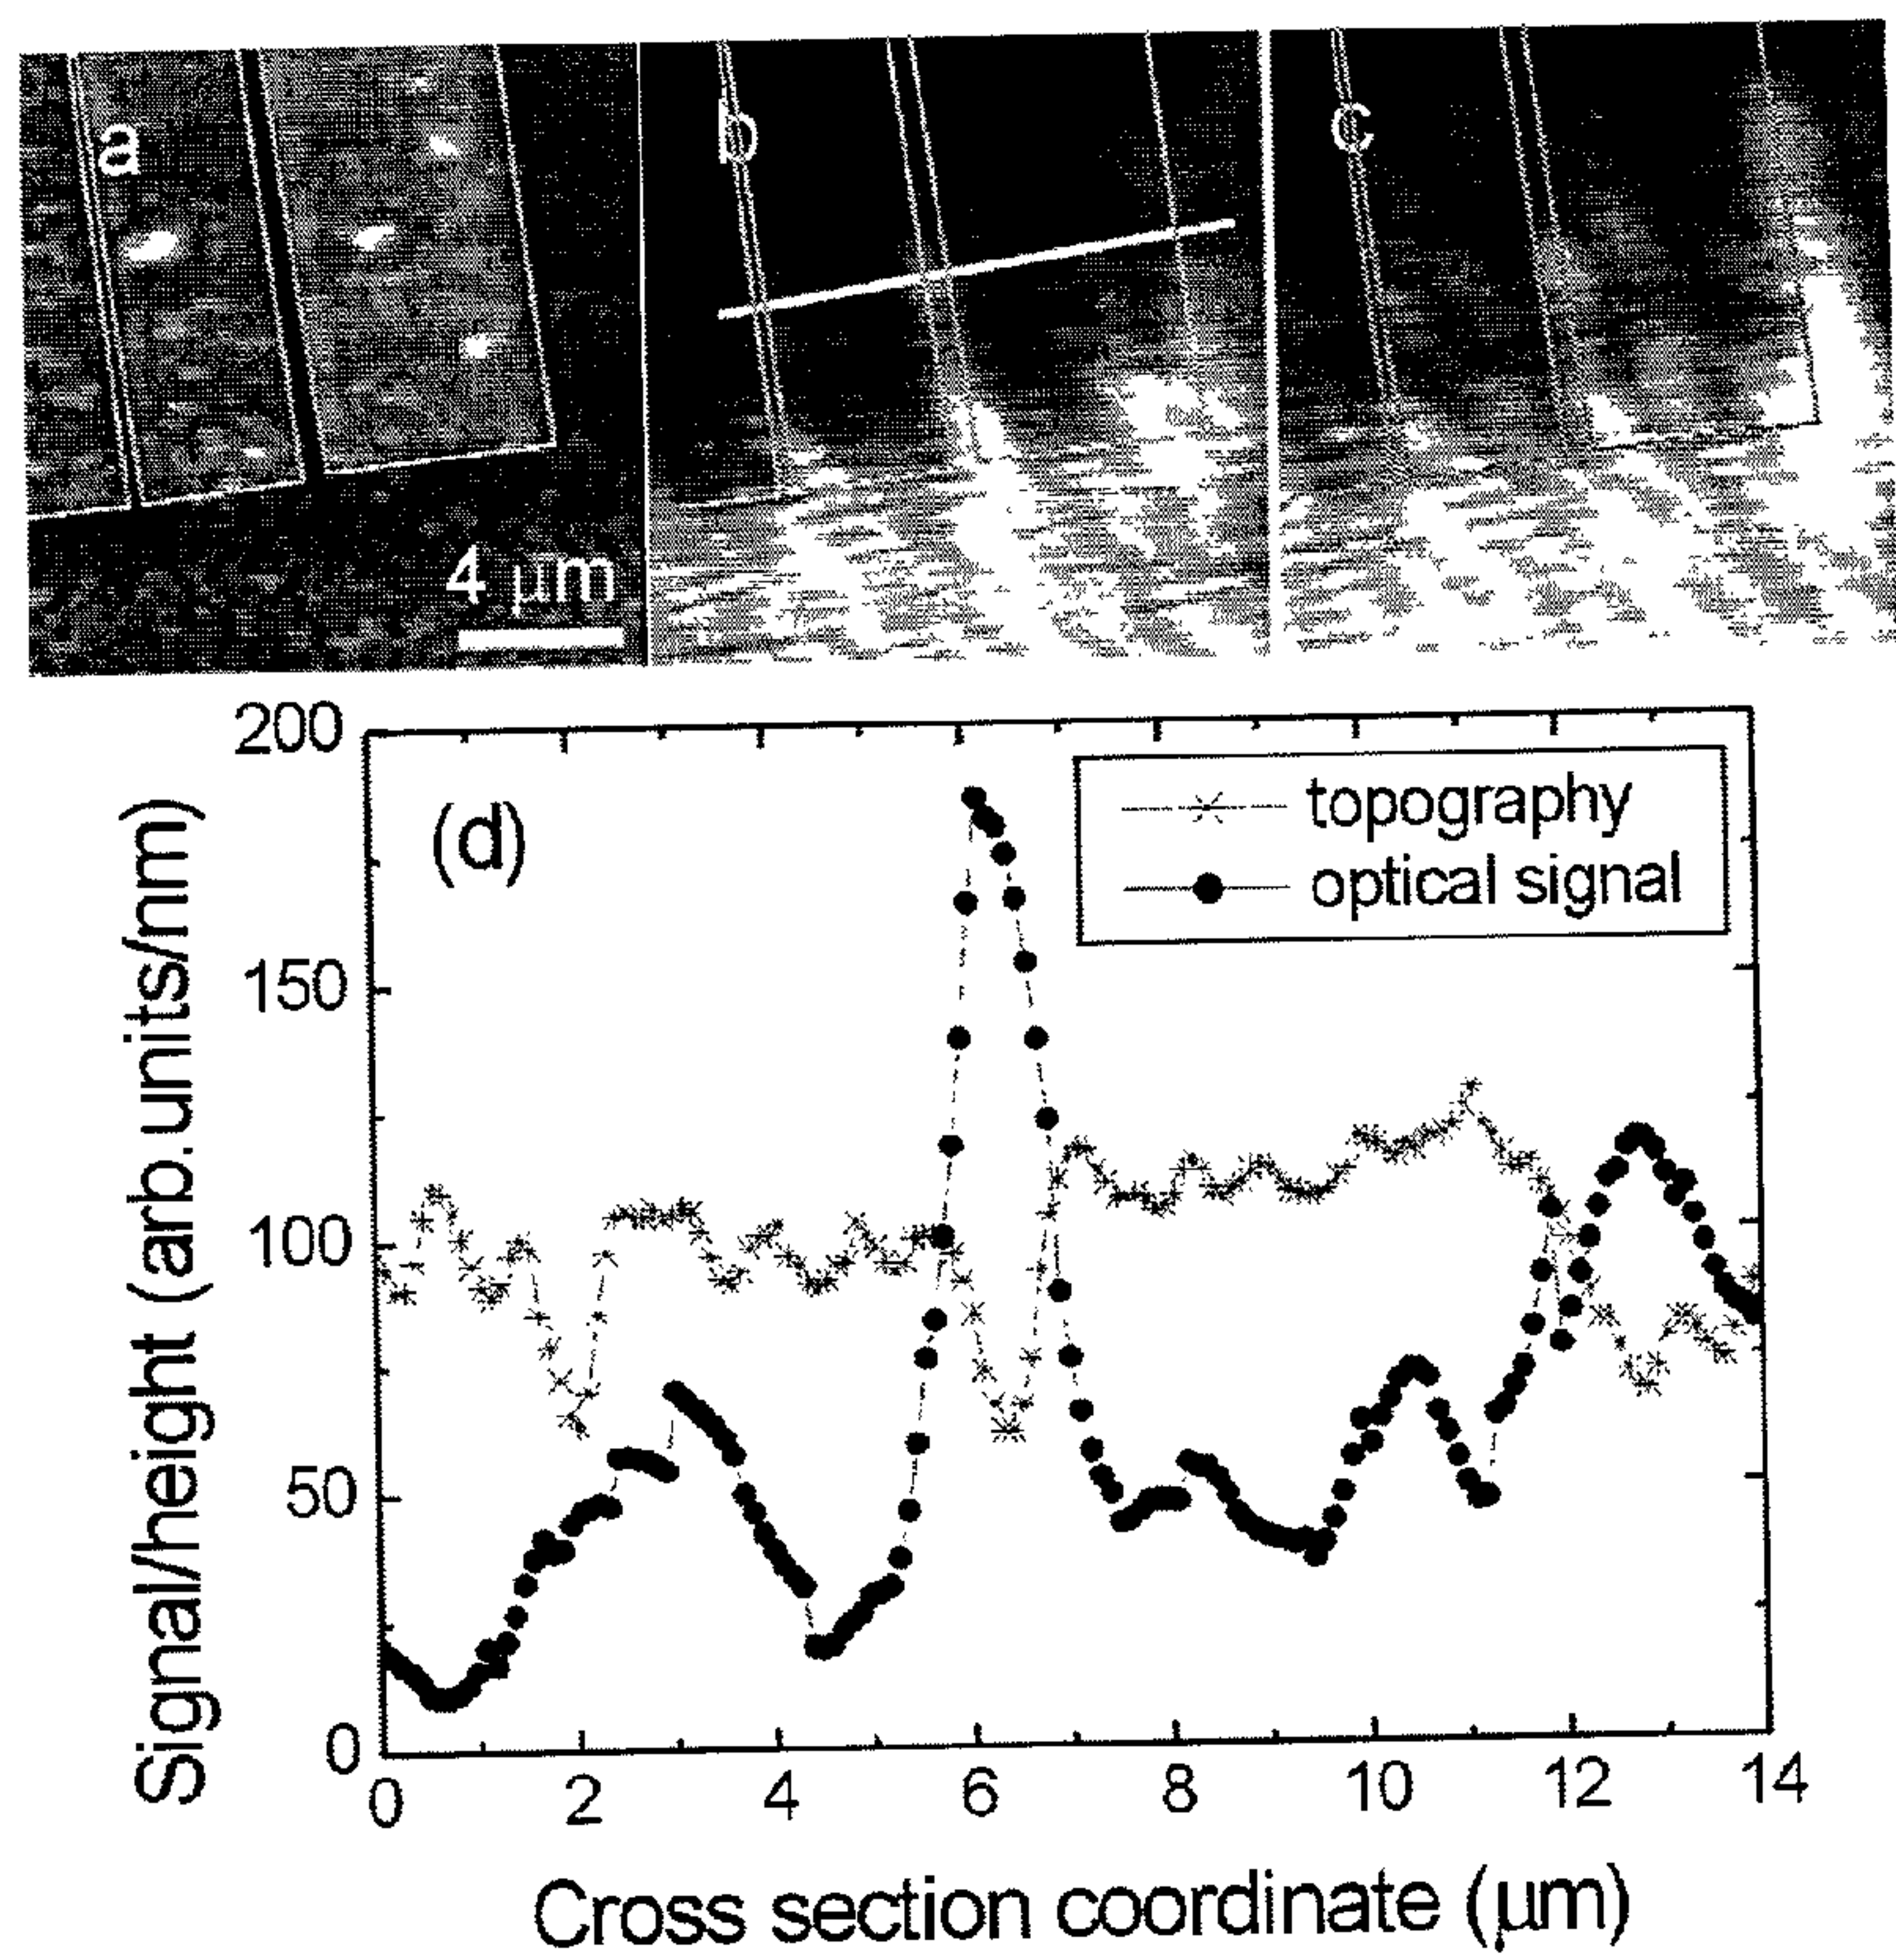 a
b
c
4 µm
200
(d)
topography
optical signal
150
100
50
0
0 2 4 6 8 10 12 14
Signal/height (arb.units/nm)
Cross section coordinate (µm)